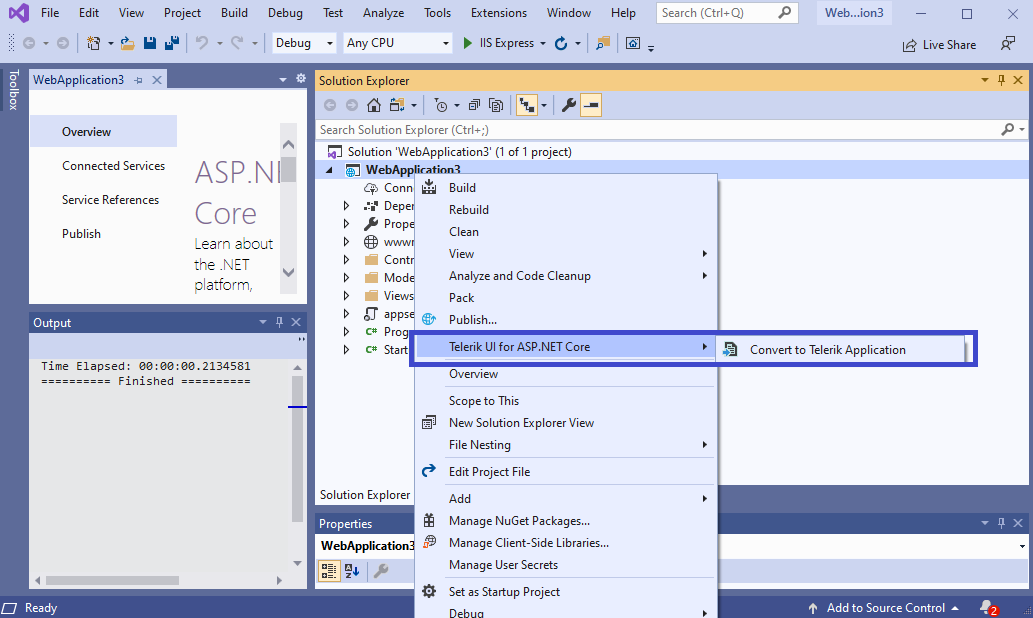 File Edit View Project Build Debug Test Analyze Tools Extensions Window Help Search (Ctrl+Q) Web...ion3
Debug Any CPU IIS Express Live Share
Toolbox
WebApplication3
Overview
Connected Services
Service References
Publish
ASP.NE
Core
Learn about
the .NET
platform,
Output
Time Elapsed: 00:00:00.2134581
========== Finished ==========
Solution Explorer
Search Solution Explorer (Ctrl+;)
Solution 'WebApplication3' (1 of 1 project)
WebApplication3
Conne
Deper
Prope
wwwr
Contr
Mode
Views
appse
C# Prog
C# Start
Build
Rebuild
Clean
View
Analyze and Code Cleanup
Pack
Publish...
Telerik UI for ASP.NET Core
Convert to Telerik Application
Overview
Scope to This
New Solution Explorer View
File Nesting
Edit Project File
Add
Manage NuGet Packages...
Manage Client-Side Libraries...
Manage User Secrets
Set as Startup Project
Debug
Solution Explorer
Properties
WebApplication3
Ready
Add to Source Control
2